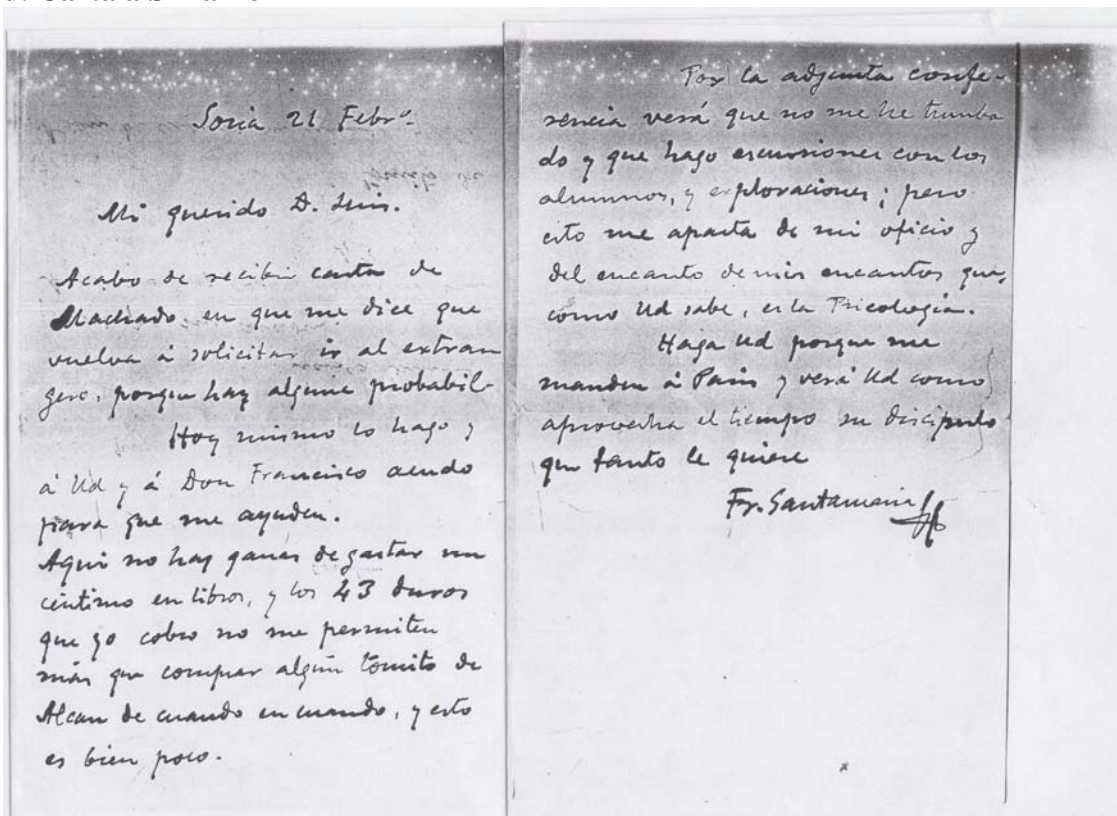 Soria 21 Febrº
Mi querido D. Luis.
Acabo de recibir carta de
Machado en que me dice que
vuelva á solicitar ir al extran
gero, porque hay alguna probabil-
Hoy mismo lo hago y
á Ud y á Don Francisco acudo
para que me ayuden.
Aquí no hay ganas de gastar un
céntimo en libros, y los 43 duros
que yo cobro no me permiten
más que comprar algún tomito de
Alcan de cuando en cuando, y esto
es bien poco.
Por la adjunta confe-
rencia verá que no me he tumba
do y que hago escursiones con los
alumnos, y exploraciones; pero
esto me aparta de mi oficio y
del encanto de mis encantos que,
como Ud sabe, es la Psicología.
Haga Ud porque me
manden á París y verá Ud como
aprovecha el tiempo su discípulo
que tanto le quiere
Fr. Santamaria